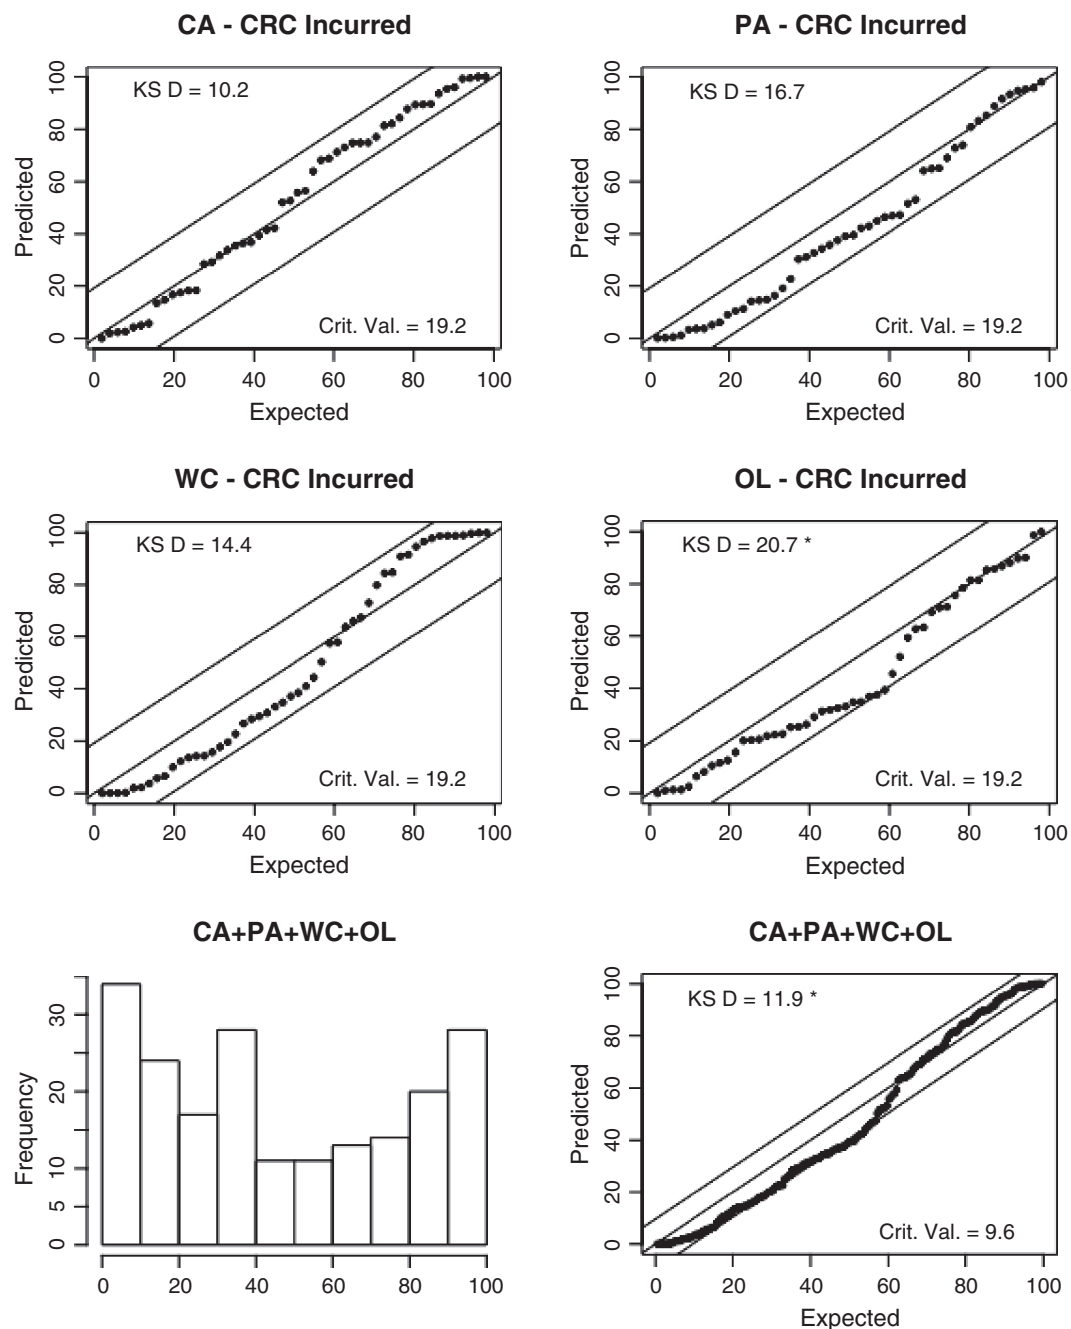 CA - CRC Incurred
KS D = 10.2
Predicted
100
80
60
40
20
0
Crit. Val. = 19.2
0 20 40 60 80 100
Expected
PA - CRC Incurred
KS D = 16.7
Predicted
100
80
60
40
20
0
Crit. Val. = 19.2
0 20 40 60 80 100
Expected
WC - CRC Incurred
KS D = 14.4
Predicted
100
80
60
40
20
0
Crit. Val. = 19.2
0 20 40 60 80 100
Expected
OL - CRC Incurred
KS D = 20.7 *
Predicted
100
80
60
40
20
0
Crit. Val. = 19.2
0 20 40 60 80 100
Expected
CA+PA+WC+OL
Frequency
30
20
10
5
0
0 20 40 60 80 100
CA+PA+WC+OL
KS D = 11.9 *
Predicted
100
80
60
40
20
0
Crit. Val. = 9.6
0 20 40 60 80 100
Expected